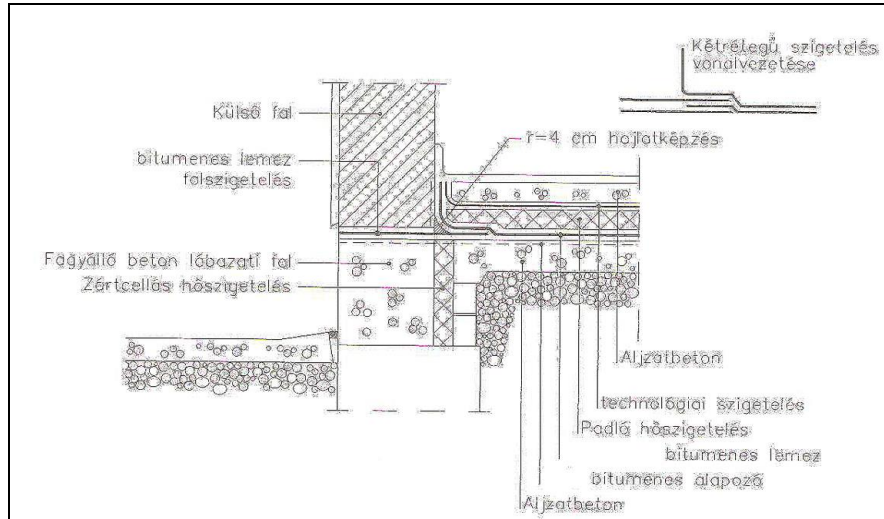 Kétrétegű szigetelés
vonalvezetése
Külső fal
r=4 cm hajlatképzés
bitumenes lemez
falszigetelés
Fagyálló beton lábazati fal
Zártcellás hőszigetelés
Aljzatbeton
technológiai szigetelés
Padló hőszigetelés
bitumenes lemez
bitumenes alapozó
Aljzatbeton